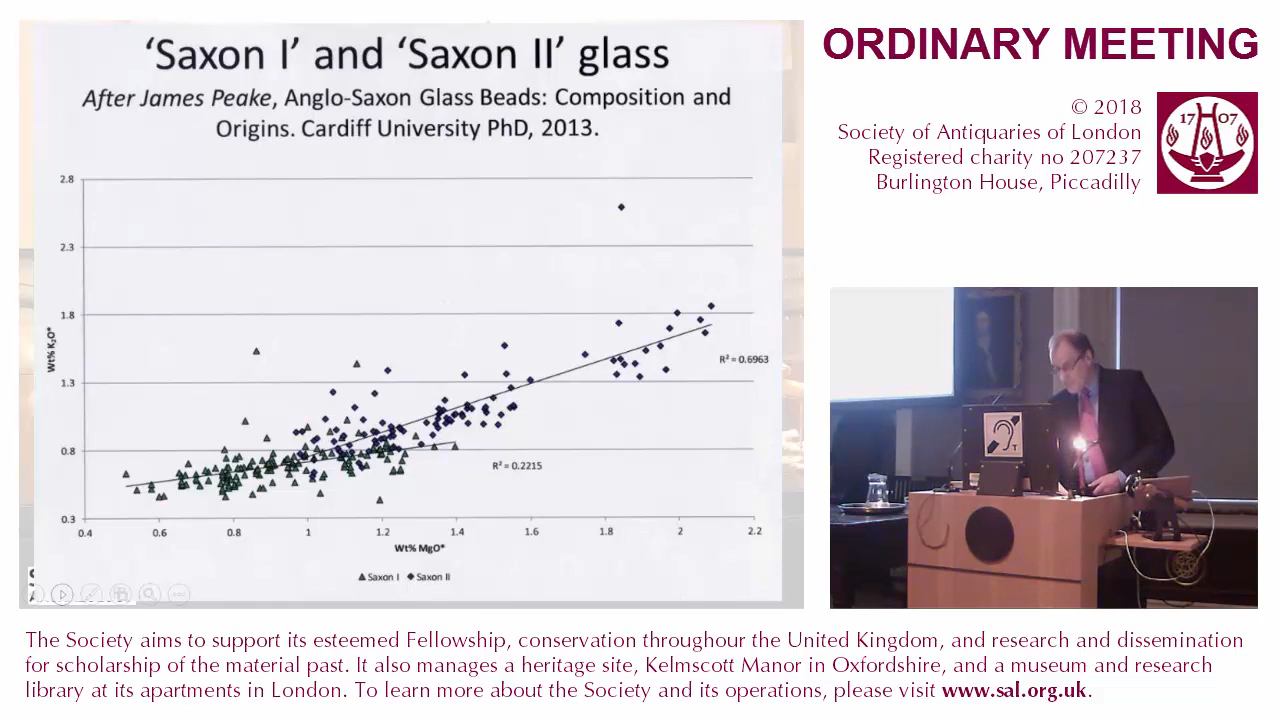 ‘Saxon I’ and ‘Saxon II’ glass
After James Peake, Anglo-Saxon Glass Beads: Composition and
Origins. Cardiff University PhD, 2013.
2.8
2.3
1.8
1.3
0.8
0.3
Wt% K₂O*
R² = 0.6963
R² = 0.2215
0.4 0.6 0.8 1 1.2 1.4 1.6 1.8 2 2.2
Wt% MgO*
Saxon I Saxon II
ORDINARY MEETING
© 2018
Society of Antiquaries of London
Registered charity no 207237
Burlington House, Piccadilly
17 07
T
The Society aims to support its esteemed Fellowship, conservation throughour the United Kingdom, and research and dissemination
for scholarship of the material past. It also manages a heritage site, Kelmscott Manor in Oxfordshire, and a museum and research
library at its apartments in London. To learn more about the Society and its operations, please visit www.sal.org.uk.